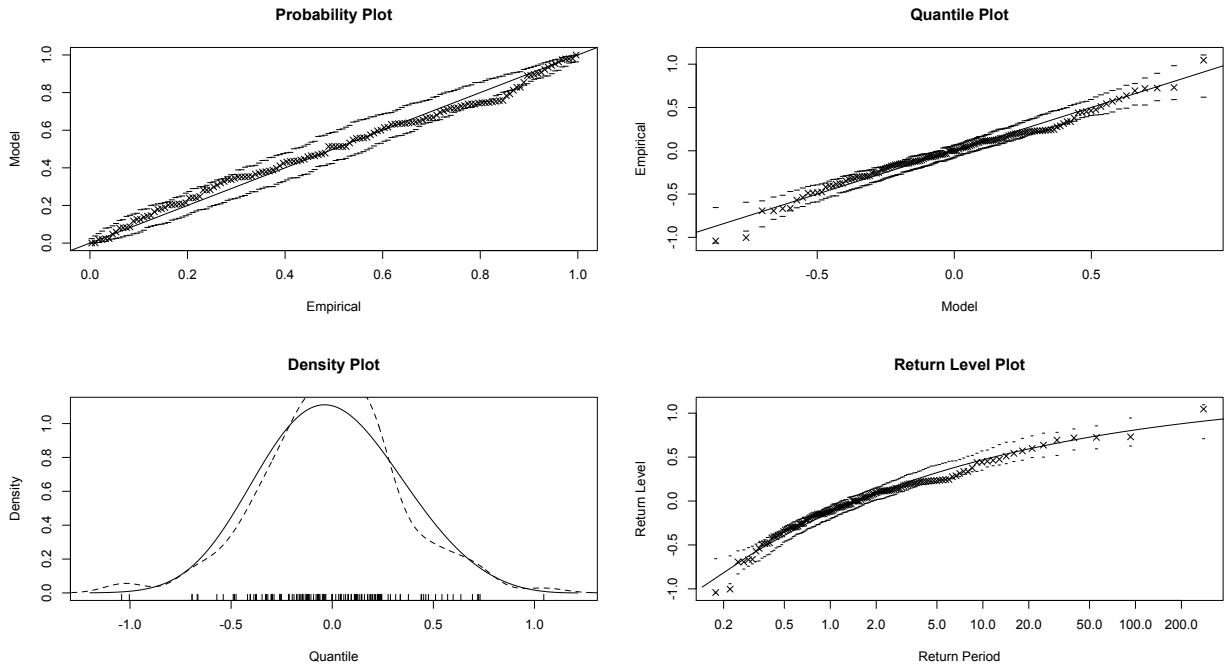 Probability Plot
Model
0.0 0.2 0.4 0.6 0.8 1.0
0.0 0.2 0.4 0.6 0.8 1.0
Empirical
Quantile Plot
Empirical
-1.0 -0.5 0.0 0.5 1.0
-0.5 0.0 0.5
Model
Density Plot
Density
0.0 0.2 0.4 0.6 0.8 1.0
-1.0 -0.5 0.0 0.5 1.0
Quantile
Return Level Plot
Return Level
-1.0 -0.5 0.0 0.5 1.0
0.2 0.5 1.0 2.0 5.0 10.0 20.0 50.0 100.0 200.0
Return Period